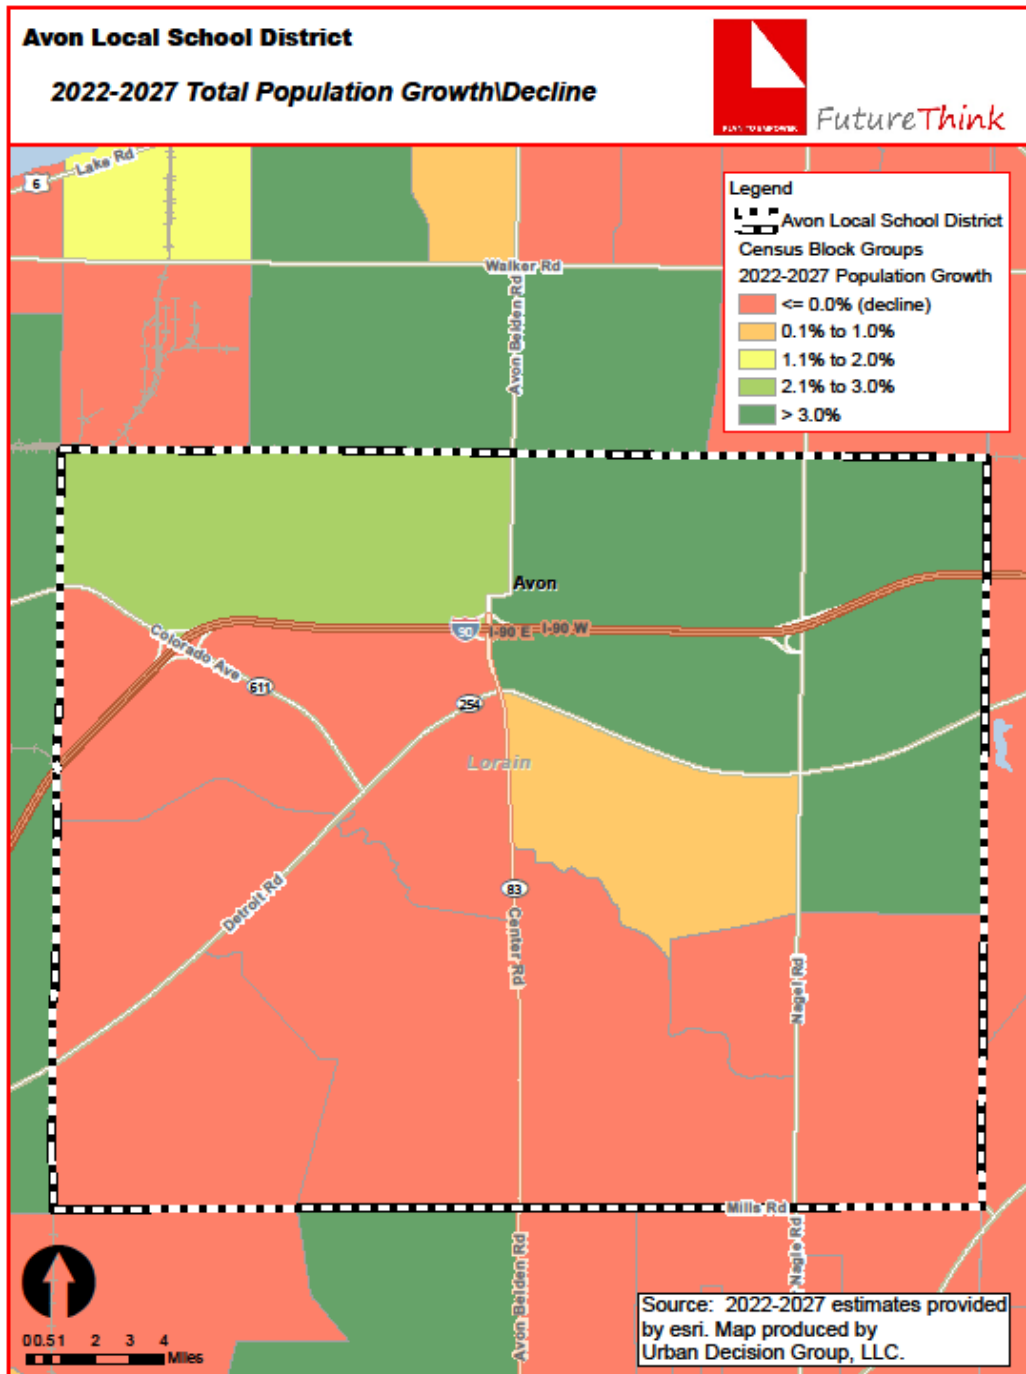 Avon Local School District
2022-2027 Total Population Growth\Decline
PLAN TO EMPOWER
FutureThink
Legend
Avon Local School District
Census Block Groups
2022-2027 Population Growth
<= 0.0% (decline)
0.1% to 1.0%
1.1% to 2.0%
2.1% to 3.0%
> 3.0%
Lake Rd
6
Walker Rd
Avon Belden Rd
Avon
90
I-90 E
I-90 W
Colorado Ave
611
254
Lorain
Detroit Rd
83
Center Rd
Nagel Rd
Mills Rd
Avon Belden Rd
Nagle Rd
0 0.5 1 2 3 4
Miles
Source: 2022-2027 estimates provided
by esri. Map produced by
Urban Decision Group, LLC.